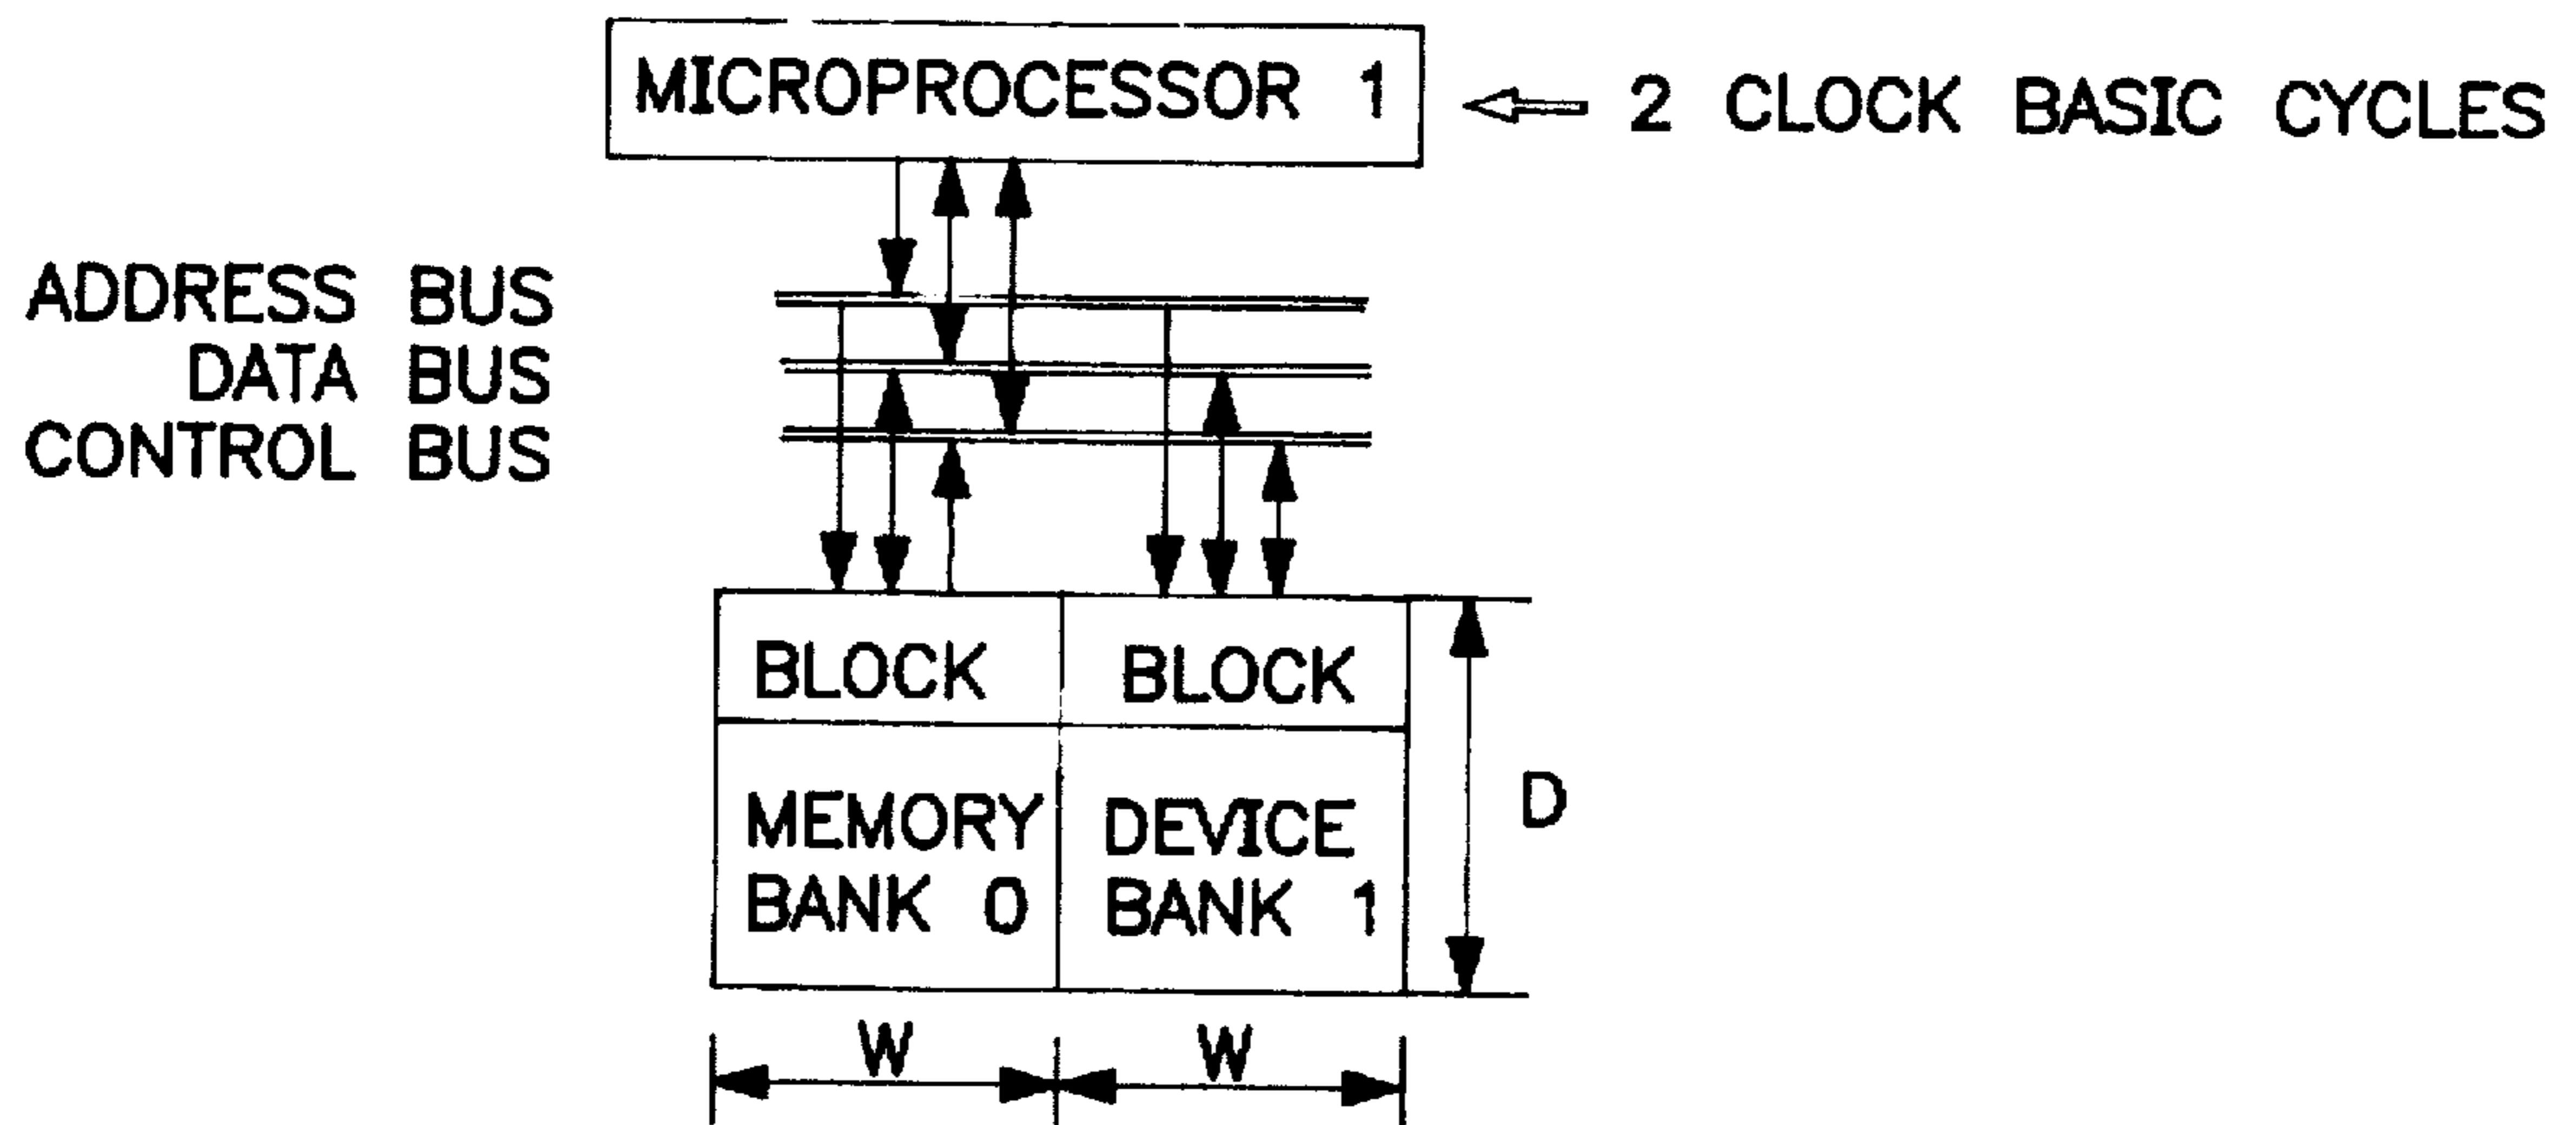 MICROPROCESSOR 1
2 CLOCK BASIC CYCLES
ADDRESS BUS
DATA BUS
CONTROL BUS
BLOCK
BLOCK
MEMORY
BANK 0
DEVICE
BANK 1
D
W
W